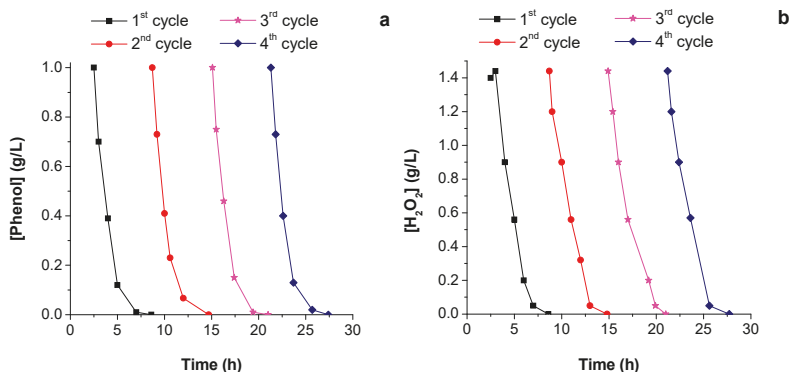 1st cycle 3rd cycle a
2nd cycle 4th cycle
[Phenol] (g/L)
1.0
0.8
0.6
0.4
0.2
0.0
0 5 10 15 20 25 30
Time (h)
1st cycle 3rd cycle b
2nd cycle 4th cycle
[H2O2] (g/L)
1.4
1.2
1.0
0.8
0.6
0.4
0.2
0.0
0 5 10 15 20 25 30
Time (h)